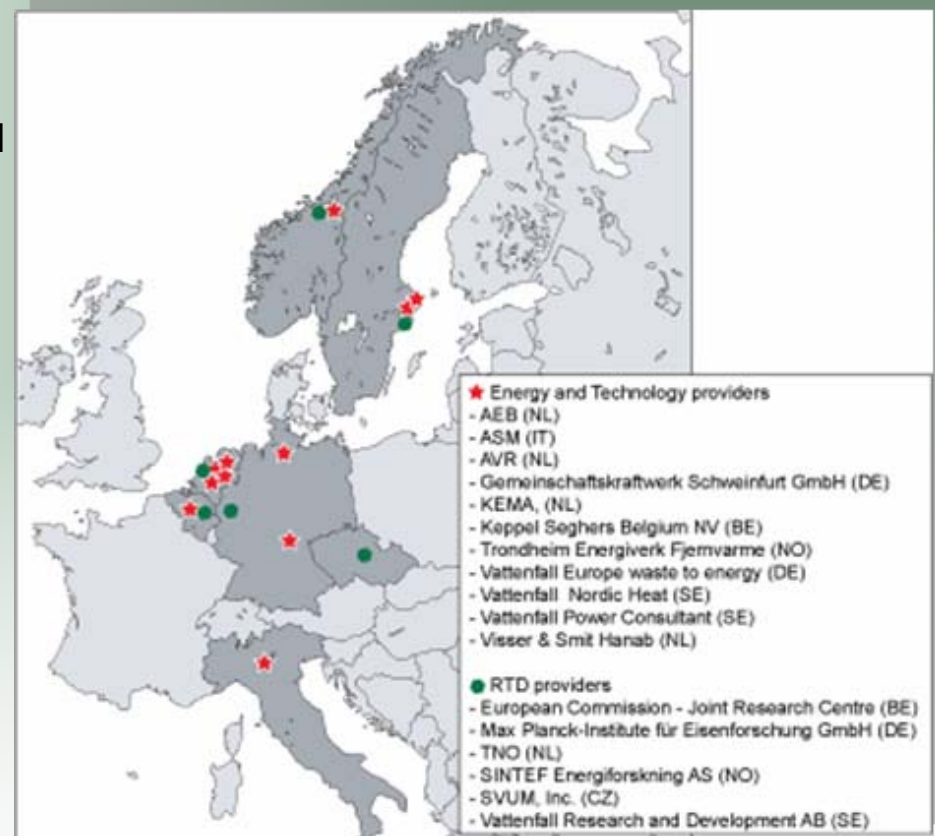 Energy and Technology providers
- AEB (NL)
- ASM (IT)
- AVR (NL)
- Gemeinschaftskraftwerk Schweinfurt GmbH (DE)
- KEMA, (NL)
- Keppel Seghers Belgium NV (BE)
- Trondheim Energiverk Fjernvarme (NO)
- Vattenfall Europe waste to energy (DE)
- Vattenfall Nordic Heat (SE)
- Vattenfall Power Consultant (SE)
- Visser & Smit Hanab (NL)
RTD providers
- European Commission - Joint Research Centre (BE)
- Max Planck-Institute für Eisenforschung GmbH (DE)
- TNO (NL)
- SINTEF Energiforskning AS (NO)
- SVUM, Inc. (CZ)
- Vattenfall Research and Development AB (SE)